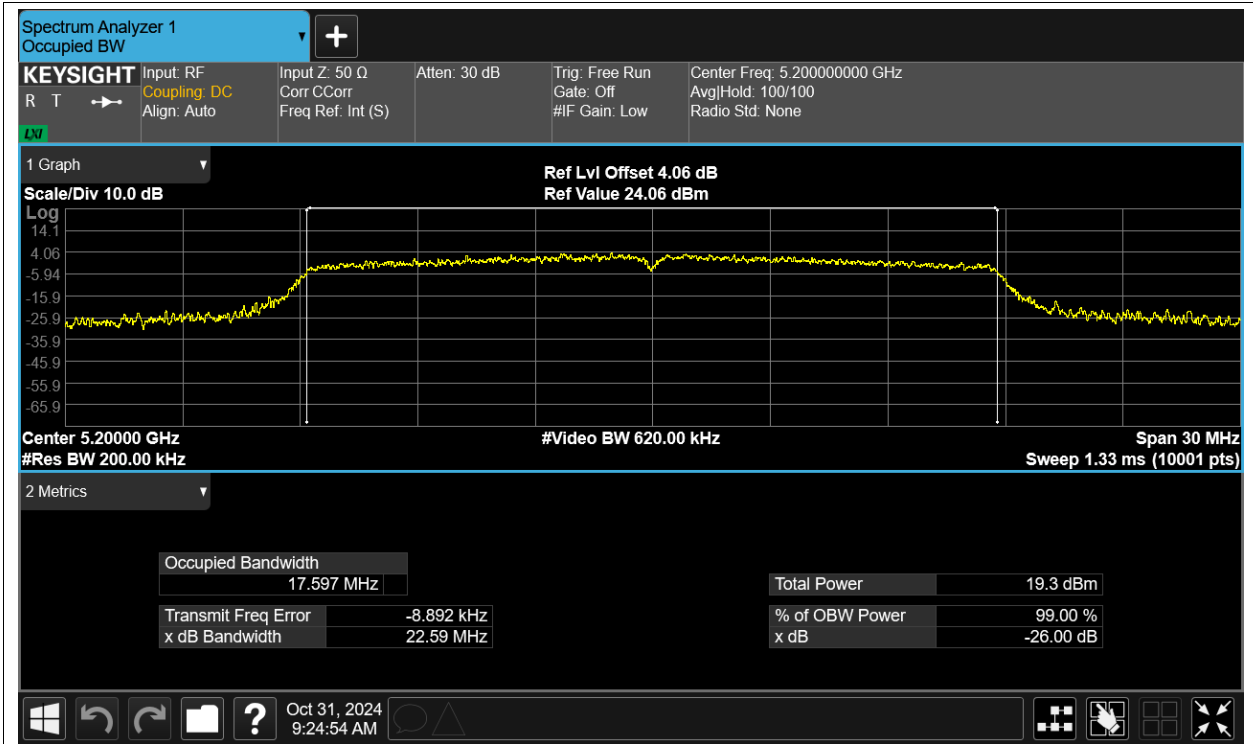 Spectrum Analyzer 1
Occupied BW
KEYSIGHT
R T
LXI
Input: RF
Coupling: DC
Align: Auto
Input Z: 50 Ω
Corr CCorr
Freq Ref: Int (S)
Atten: 30 dB
Trig: Free Run
Gate: Off
#IF Gain: Low
Center Freq: 5.200000000 GHz
Avg|Hold: 100/100
Radio Std: None
1 Graph
Ref Lvl Offset 4.06 dB
Scale/Div 10.0 dB
Ref Value 24.06 dBm
Log
14.1
4.06
-5.94
-15.9
-25.9
-35.9
-45.9
-55.9
-65.9
Center 5.20000 GHz
#Video BW 620.00 kHz
Span 30 MHz
#Res BW 200.00 kHz
Sweep 1.33 ms (10001 pts)
2 Metrics
Occupied Bandwidth
17.597 MHz
Total Power 19.3 dBm
Transmit Freq Error -8.892 kHz
% of OBW Power 99.00 %
x dB Bandwidth 22.59 MHz
x dB -26.00 dB
?
Oct 31, 2024
9:24:54 AM